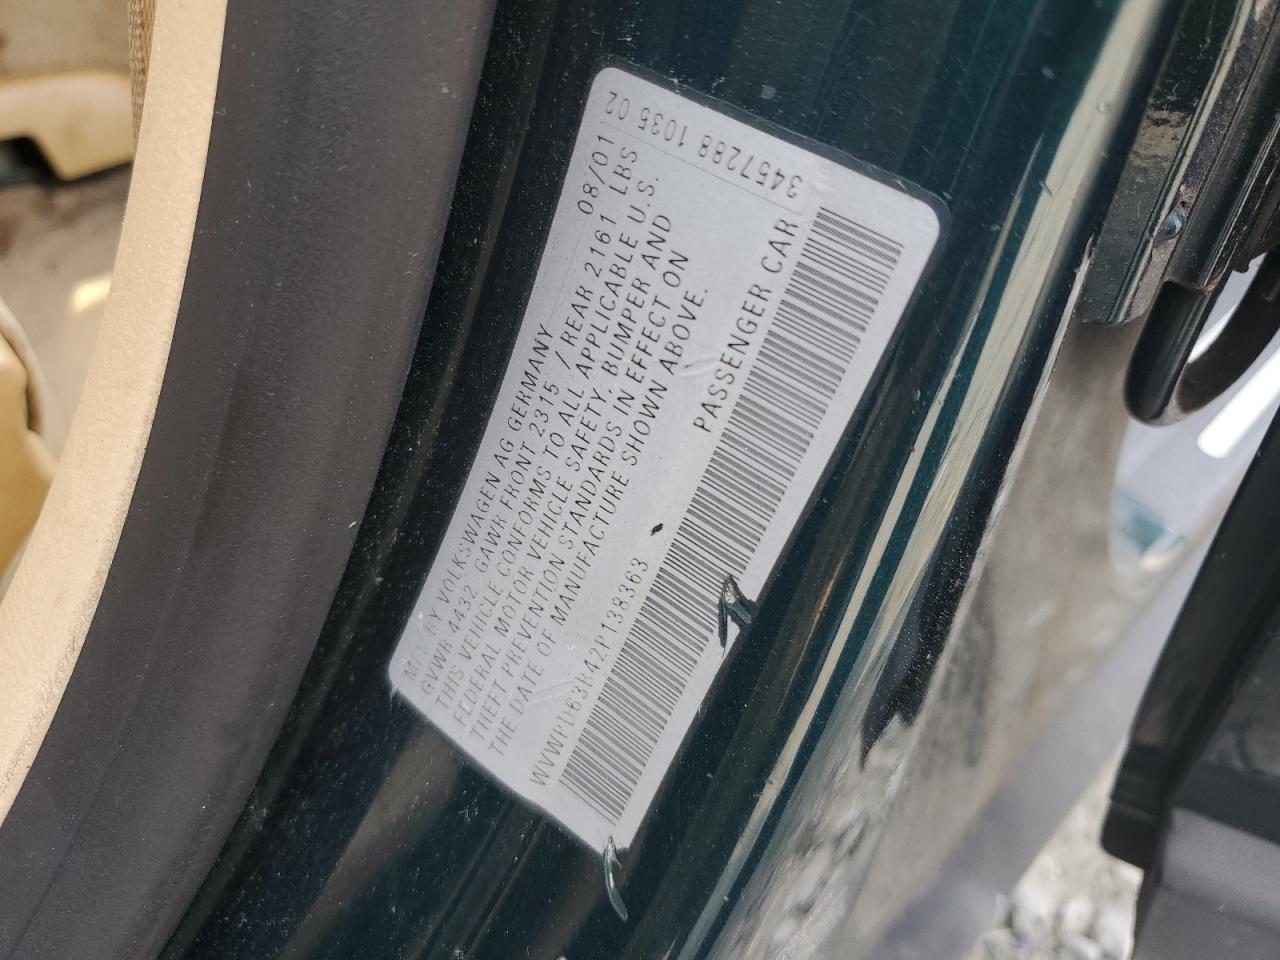 MFD BY VOLKSWAGEN AG GERMANY 08/01
GVWR 4432 GAWR FRONT 2315 / REAR 2161 LBS
THIS VEHICLE CONFORMS TO ALL APPLICABLE U.S.
FEDERAL MOTOR VEHICLE SAFETY, BUMPER AND
THEFT PREVENTION STANDARDS IN EFFECT ON
THE DATE OF MANUFACTURE SHOWN ABOVE.
PASSENGER CAR
WVWPD63B42P138363
3457288 1035 02